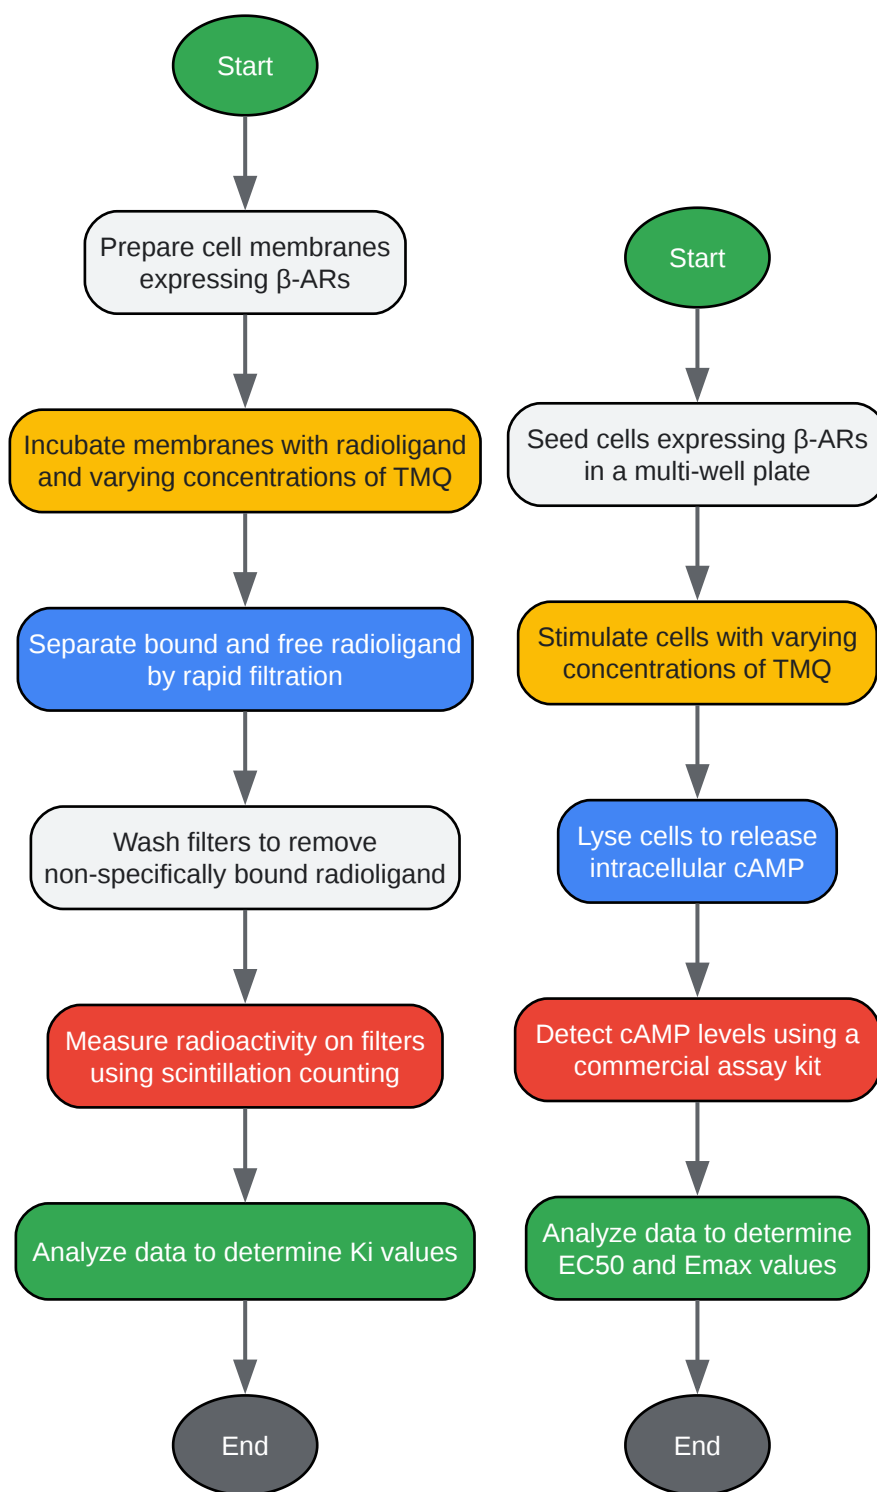 Start
Prepare cell membranes
expressing β-ARs
Incubate membranes with radioligand
and varying concentrations of TMQ
Separate bound and free radioligand
by rapid filtration
Wash filters to remove
non-specifically bound radioligand
Measure radioactivity on filters
using scintillation counting
Analyze data to determine Ki values
End
Start
Seed cells expressing β-ARs
in a multi-well plate
Stimulate cells with varying
concentrations of TMQ
Lyse cells to release
intracellular cAMP
Detect cAMP levels using a
commercial assay kit
Analyze data to determine
EC50 and Emax values
End